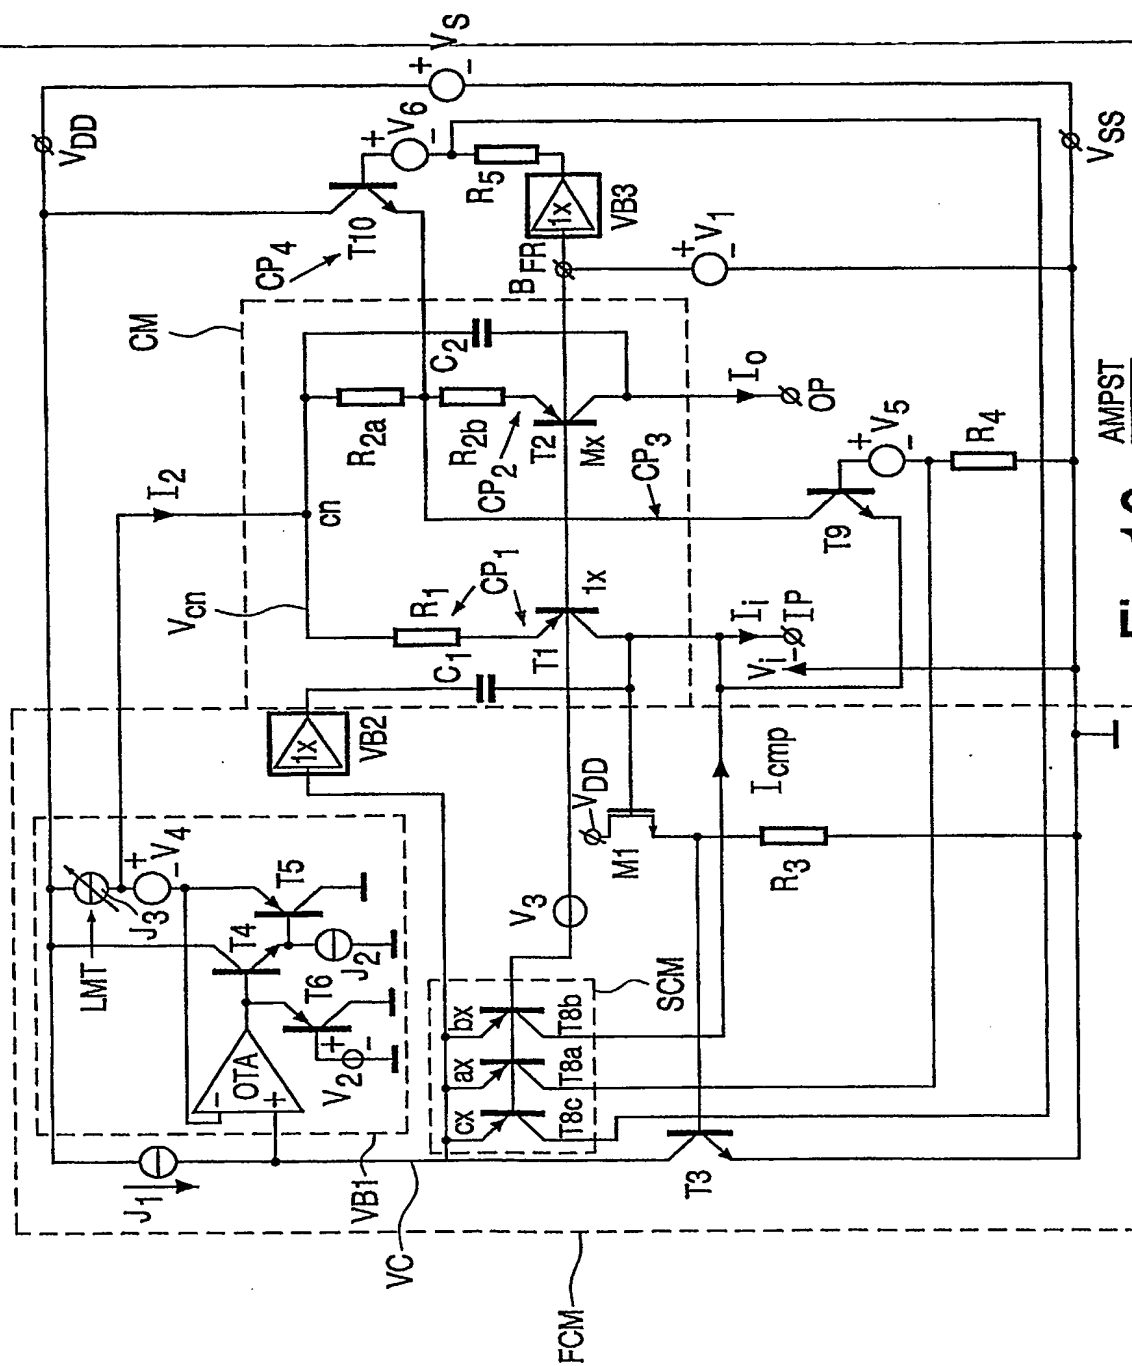 VS
+
-
VDD
VSS
+
V6
-
R5
1x
VB3
CP4
T10
BFR
+
V1
-
CM
C2
R2a
R2b
CP2
T2
Mx
Io
OP
CP3
+
V5
-
R4
AMPST
I2
cn
Vcn
R1
CP1
1x
T1
C1
T9
Ii
IP
Vi
-
1x
VB2
VDD
M1
Icmp
R3
V3
LMT
J3
+
V4
-
T4
T5
J2
T6
OTA
-
+
V2
+
-
SCM
bx
ax
cx
T8b
T8a
T8c
J1
VB1
VC
T3
FCM